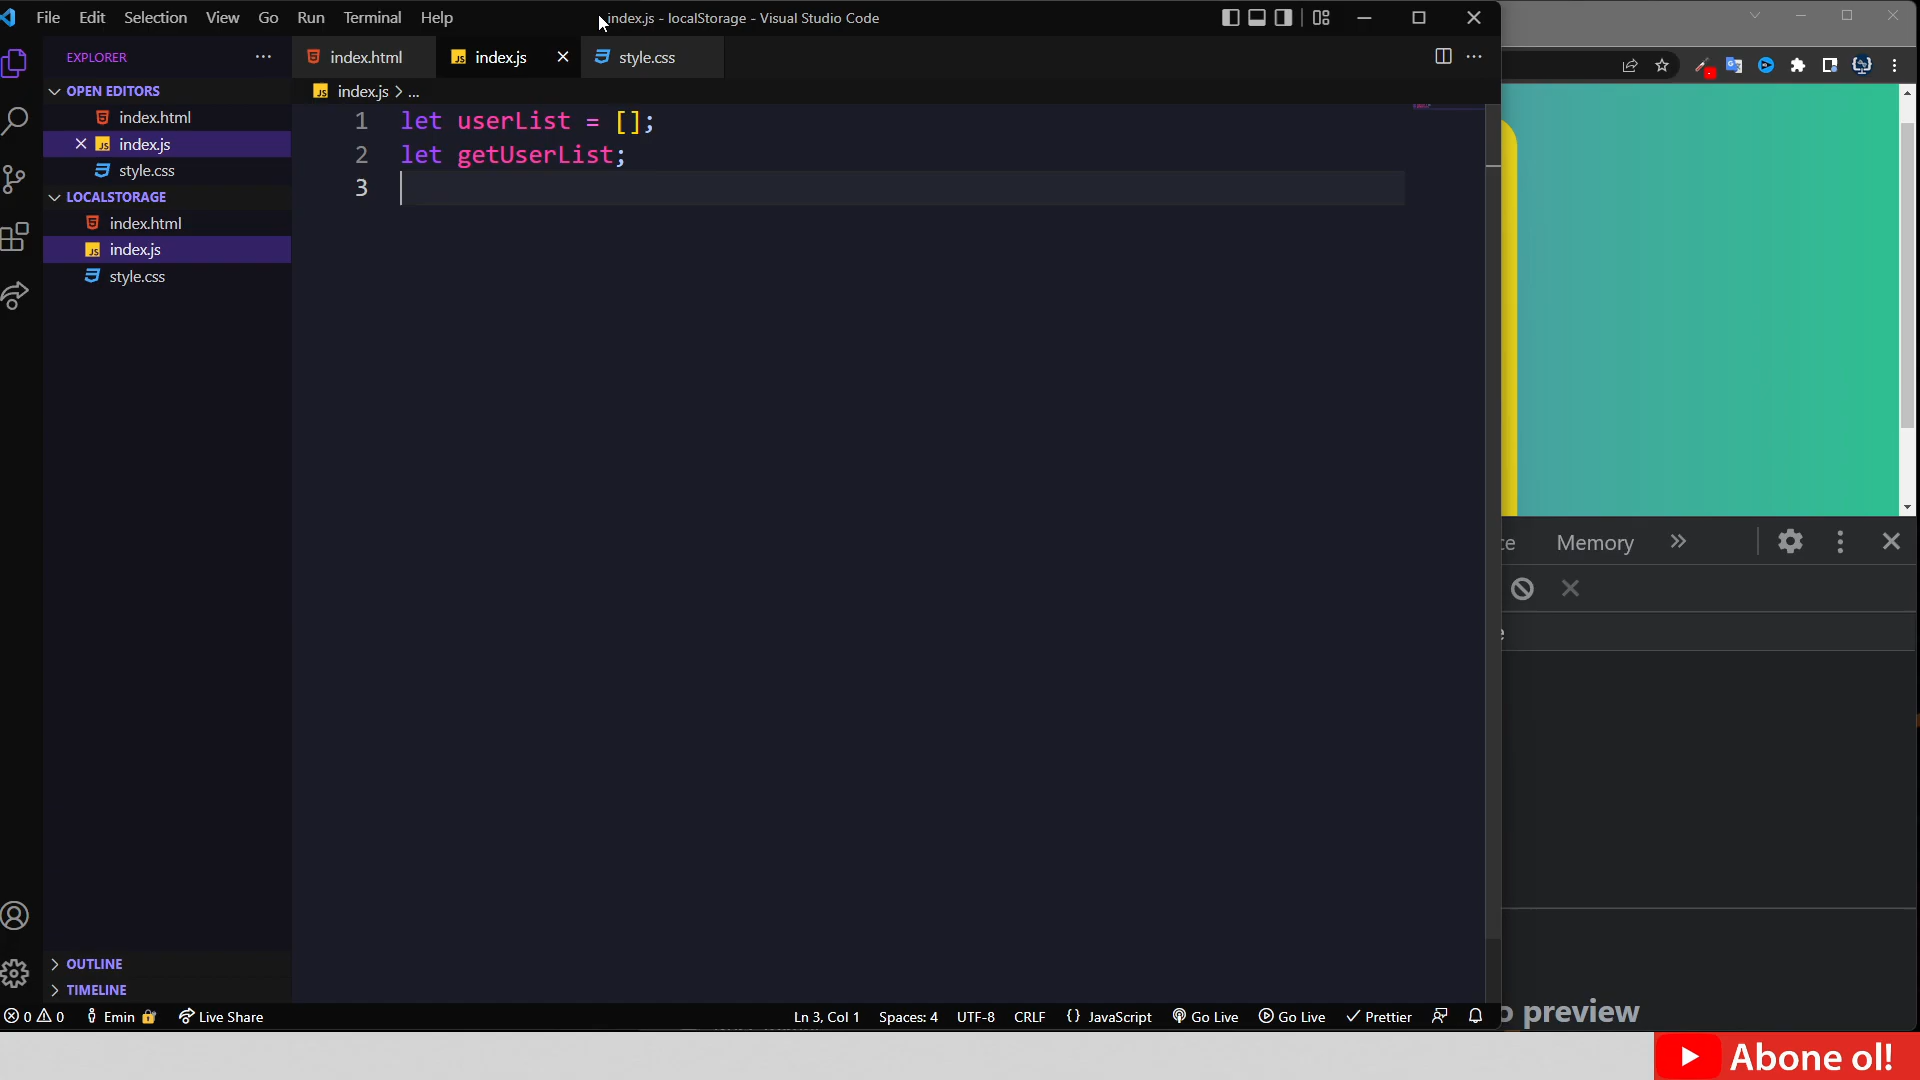 File Edit Selection View Go Run Terminal Help
index.js - localStorage - Visual Studio Code
EXPLORER
index.html
index.js
style.css
OPEN EDITORS
index.html
index.js
style.css
LOCALSTORAGE
index.html
index.js
style.css
OUTLINE
TIMELINE
index.js > ...
1 let userList = [];
2 let getUserList;
3
Memory
preview
0 0 Emin Live Share
Ln 3, Col 1 Spaces: 4 UTF-8 CRLF {} JavaScript Go Live Go Live Prettier
Abone ol!